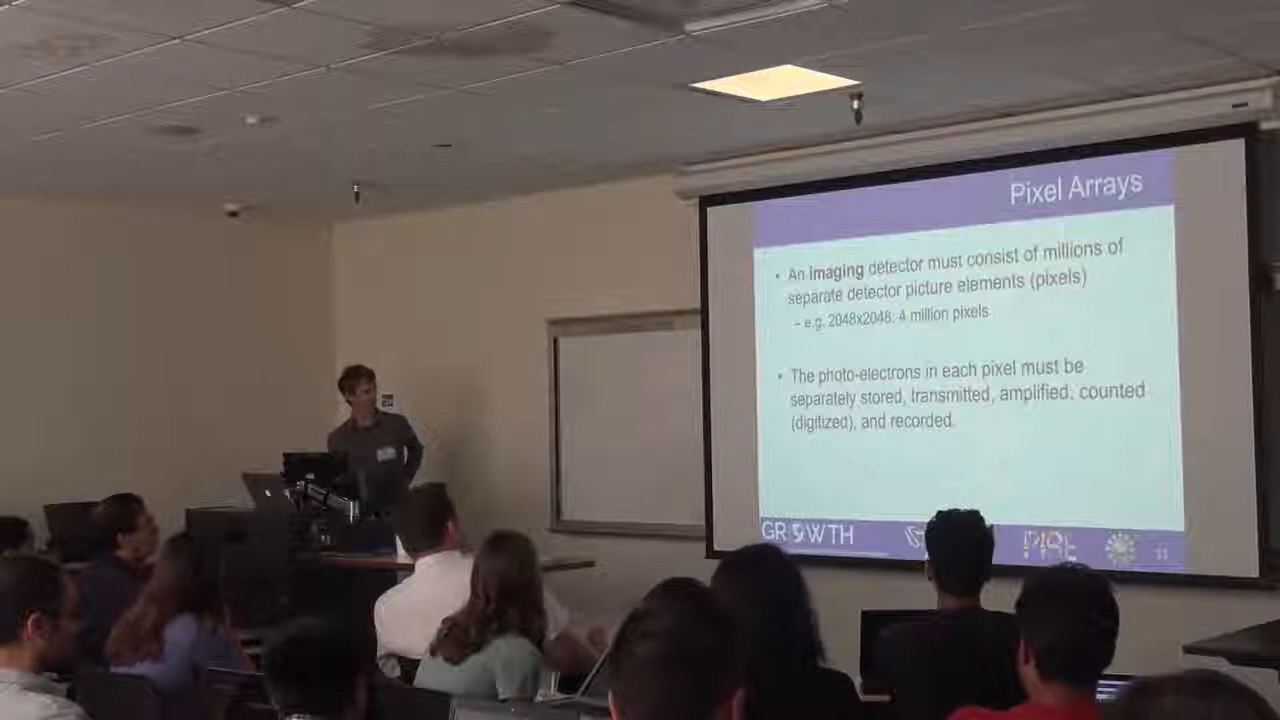 Pixel Arrays
• An imaging detector must consist of millions of
separate detector picture elements (pixels)
– e.g. 2048x2048: 4 million pixels
• The photo-electrons in each pixel must be
separately stored, transmitted, amplified, counted
(digitized), and recorded.
GROWTH
PIRE